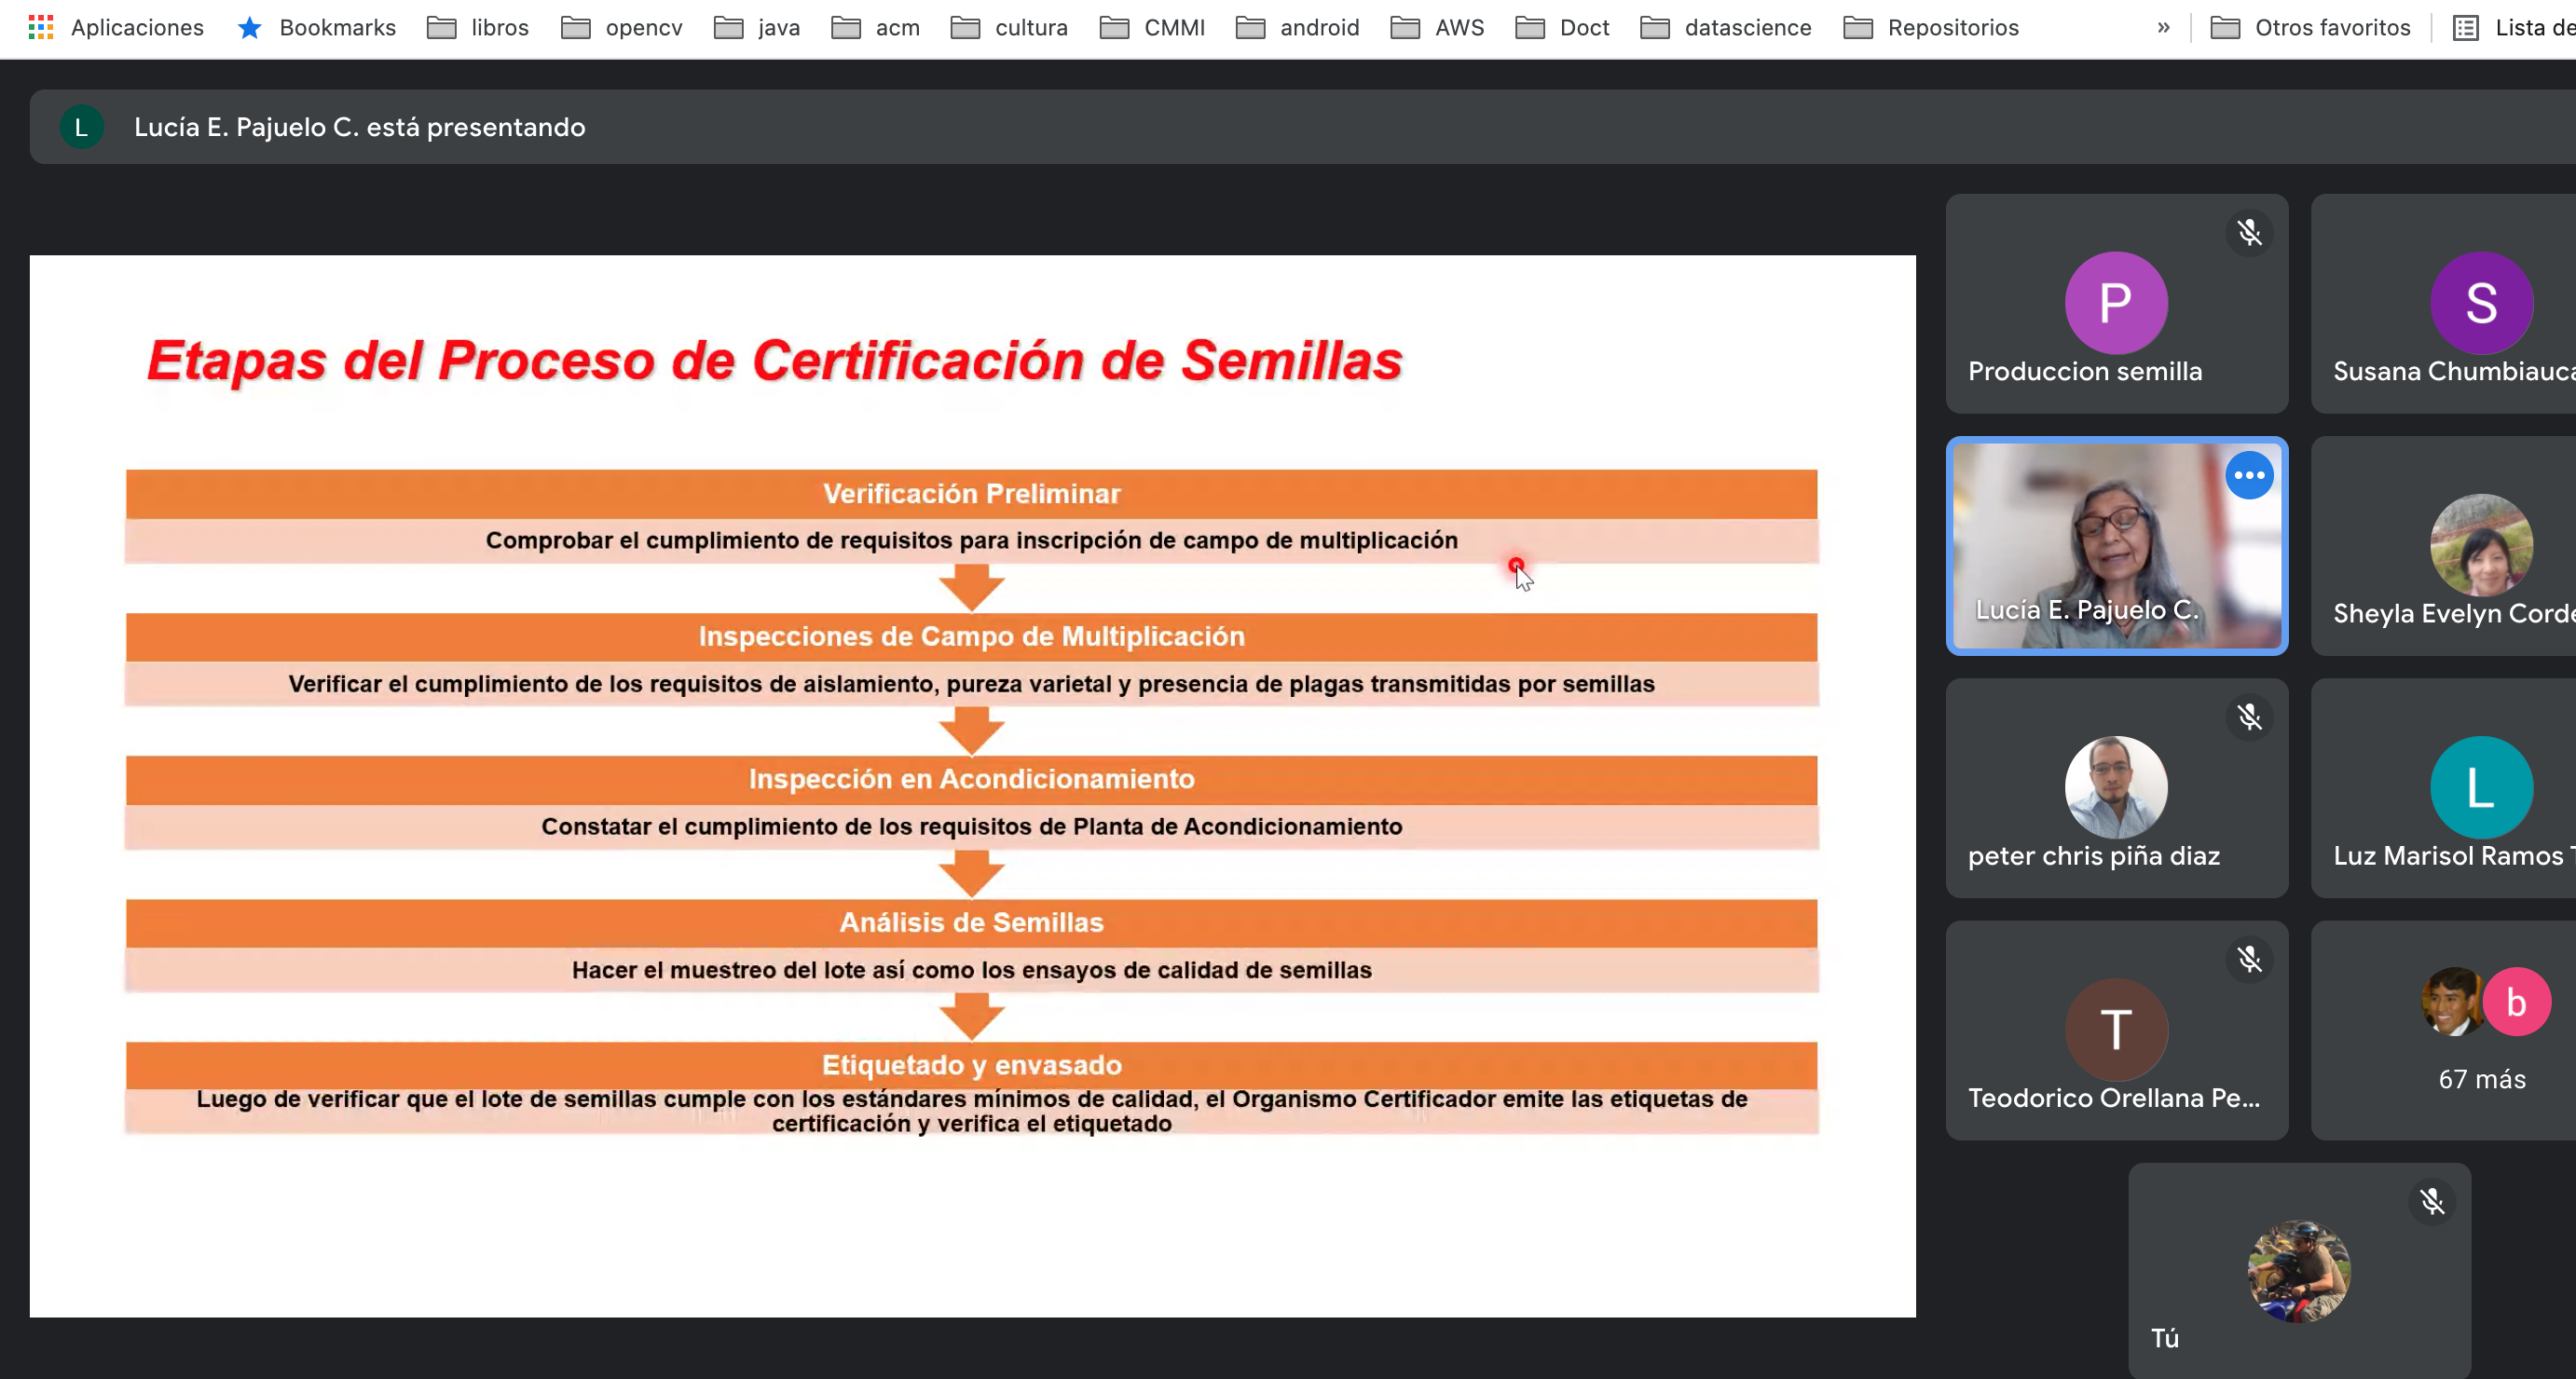 Aplicaciones Bookmarks libros opencv java acm cultura CMMI android AWS Doct datascience Repositorios » Otros favoritos Lista de
L Lucía E. Pajuelo C. está presentando
Etapas del Proceso de Certificación de Semillas
Verificación Preliminar
Comprobar el cumplimiento de requisitos para inscripción de campo de multiplicación
Inspecciones de Campo de Multiplicación
Verificar el cumplimiento de los requisitos de aislamiento, pureza varietal y presencia de plagas transmitidas por semillas
Inspección en Acondicionamiento
Constatar el cumplimiento de los requisitos de Planta de Acondicionamiento
Análisis de Semillas
Hacer el muestreo del lote así como los ensayos de calidad de semillas
Etiquetado y envasado
Luego de verificar que el lote de semillas cumple con los estándares mínimos de calidad, el Organismo Certificador emite las etiquetas de
certificación y verifica el etiquetado
P
Produccion semilla
S
Susana Chumbiauca
Lucía E. Pajuelo C.
Sheyla Evelyn Corde
peter chris piña diaz
L
Luz Marisol Ramos T
T
Teodorico Orellana Pe...
b
67 más
Tú